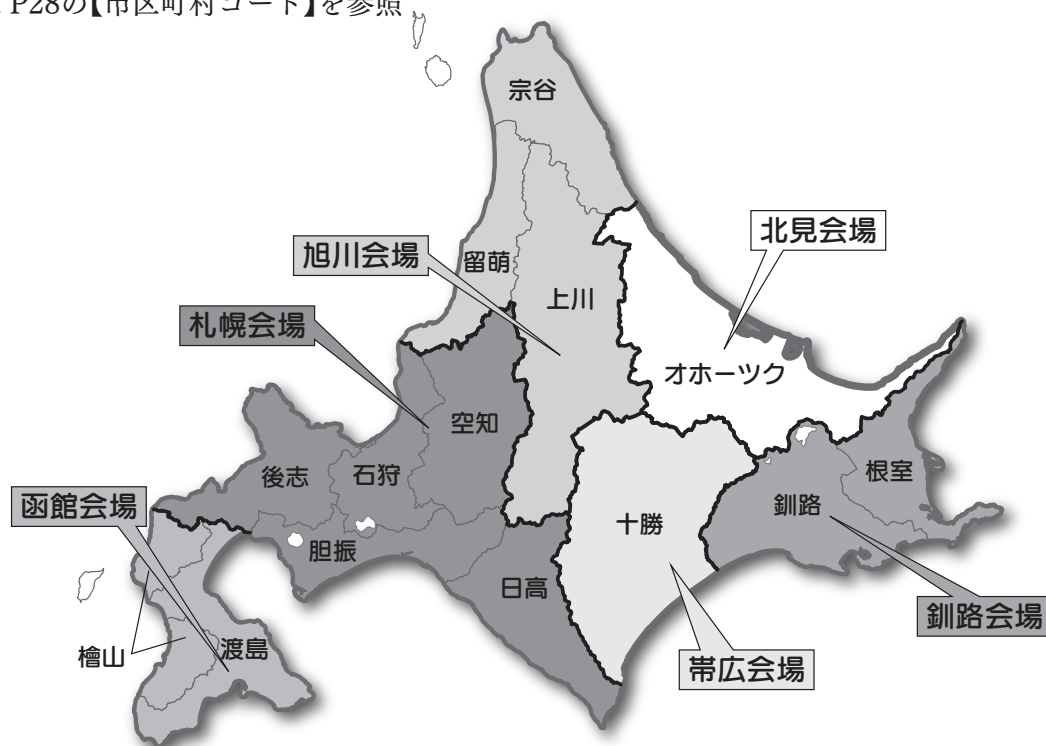 P28の【市区町村コード】を参照
宗谷
北見会場
旭川会場
留萌
上川
札幌会場
オホーツク
空知
後志
石狩
根室
函館会場
釧路
十勝
胆振
日高
釧路会場
檜山
渡島
帯広会場